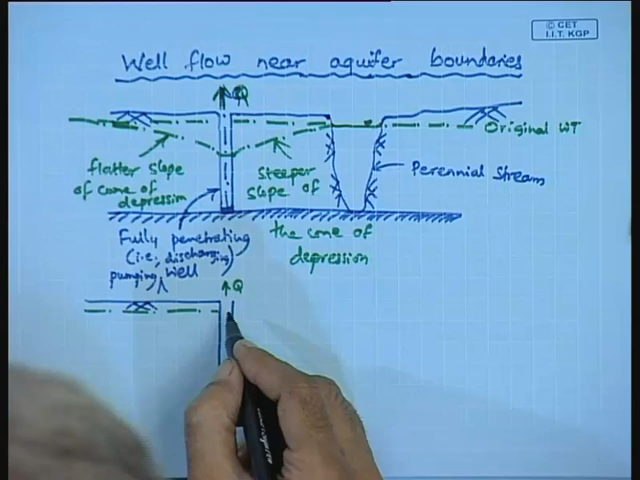 © CET
I.I.T. KGP
Well flow near aquifer boundaries
Q
Original WT
flatter slope
of cone of
depression
steeper
slope of
the cone of
depression
Perennial Stream
Fully penetrating
(i.e., discharging)
pumping well
Q